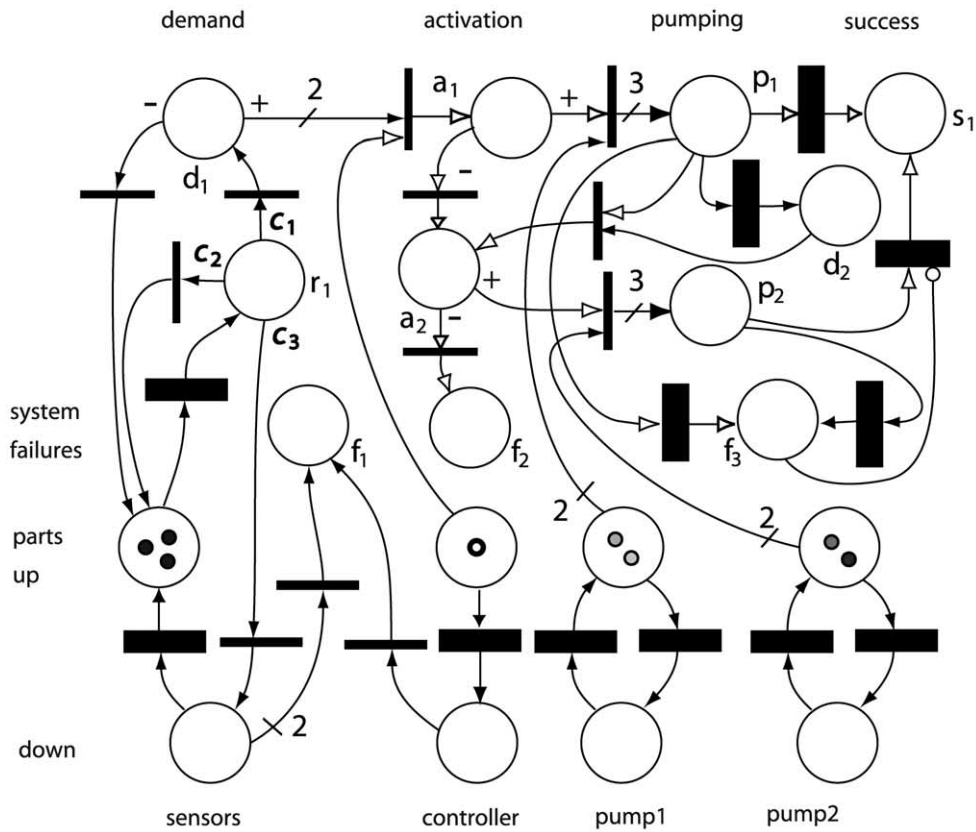 demand activation pumping success
- + 2 a₁ + 3 p₁ s₁
d₁ - d₂
c₁
c₂ r₁ + 3 p₂
c₃ a₂ -
system
failures f₁ f₂ f₃
parts 2 2
up
down 2
sensors controller pump1 pump2